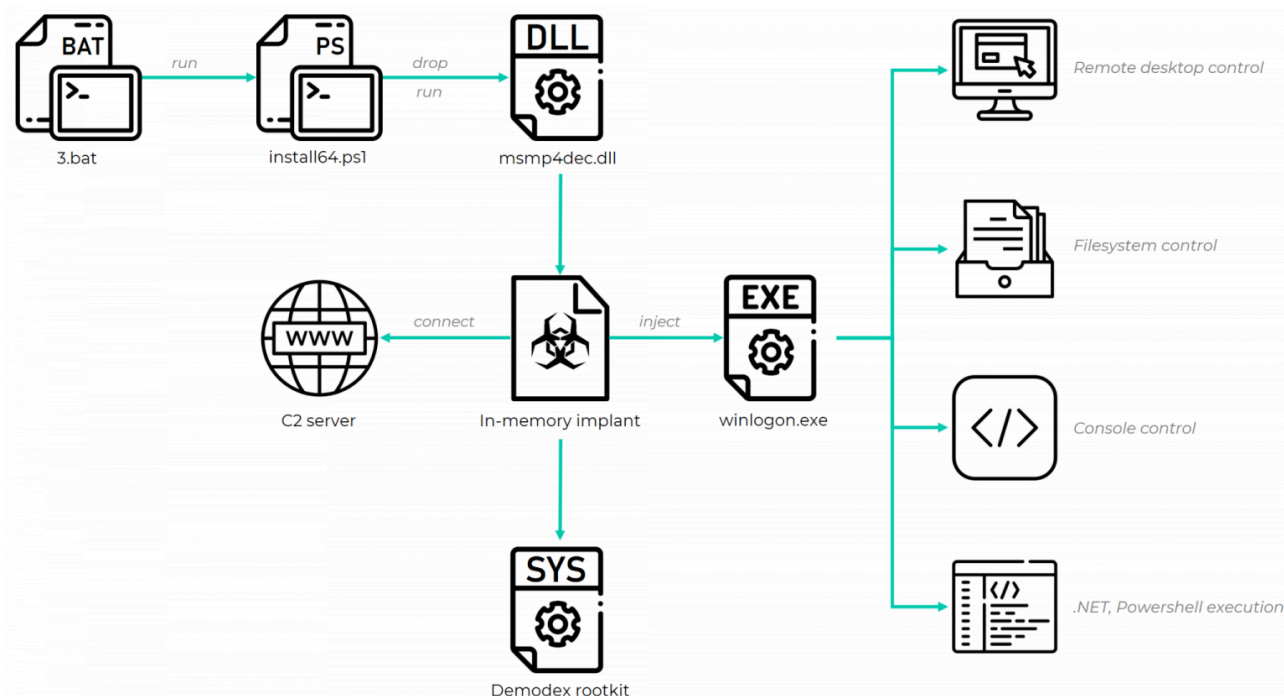 BAT
>_
3.bat
run
PS
>_
install64.ps1
drop
run
DLL
msmp4dec.dll
Remote desktop control
Filesystem control
WWW
C2 server
connect
In-memory implant
inject
EXE
winlogon.exe
</>
Console control
SYS
Demodex rootkit
</>
.NET, Powershell execution